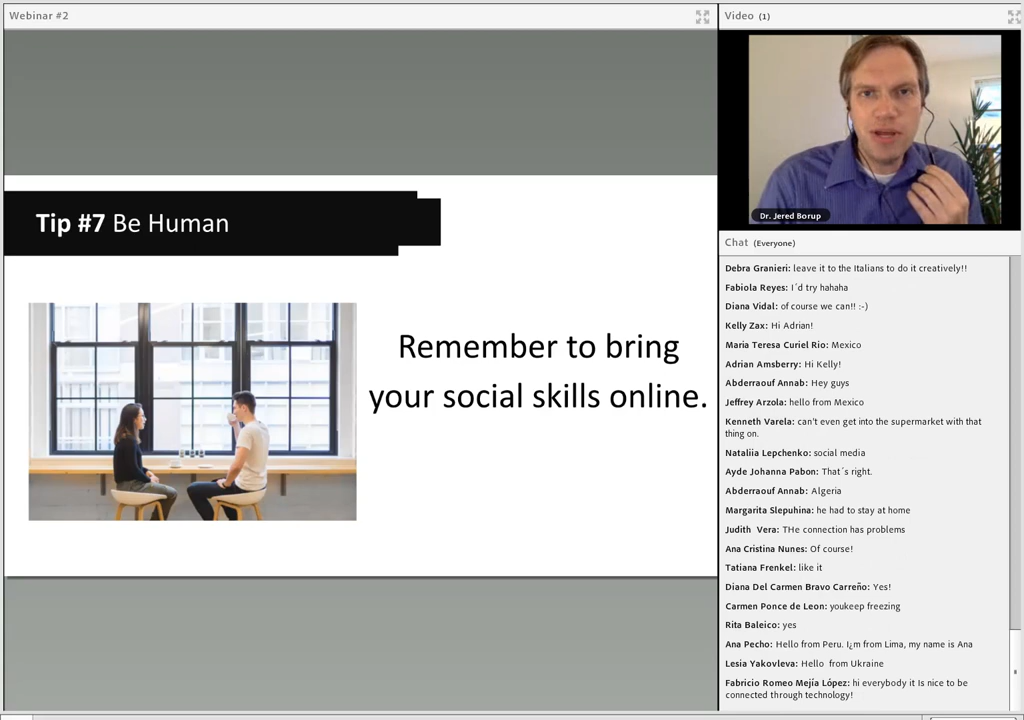 Webinar #2
Tip #7 Be Human
Remember to bring
your social skills online.
Video (1)
Dr. Jered Borup
Chat (Everyone)
Debra Granieri: leave it to the Italians to do it creatively!!
Fabiola Reyes: I´d try hahaha
Diana Vidal: of course we can!! :-)
Kelly Zax: Hi Adrian!
Maria Teresa Curiel Rio: Mexico
Adrian Amsberry: Hi Kelly!
Abderraouf Annab: Hey guys
Jeffrey Arzola: hello from Mexico
Kenneth Varela: can't even get into the supermarket with that
thing on.
Nataliia Lepchenko: social media
Ayde Johanna Pabon: That´s right.
Abderraouf Annab: Algeria
Margarita Slepuhina: he had to stay at home
Judith  Vera: THe connection has problems
Ana Cristina Nunes: Of course!
Tatiana Frenkel: like it
Diana Del Carmen Bravo Carreño: Yes!
Carmen Ponce de Leon: youkeep freezing
Rita Baleico: yes
Ana Pecho: Hello from Peru. I¿m from Lima, my name is Ana
Lesia Yakovleva: Hello  from Ukraine
Fabricio Romeo Mejía López: hi everybody it Is nice to be
connected through technology!